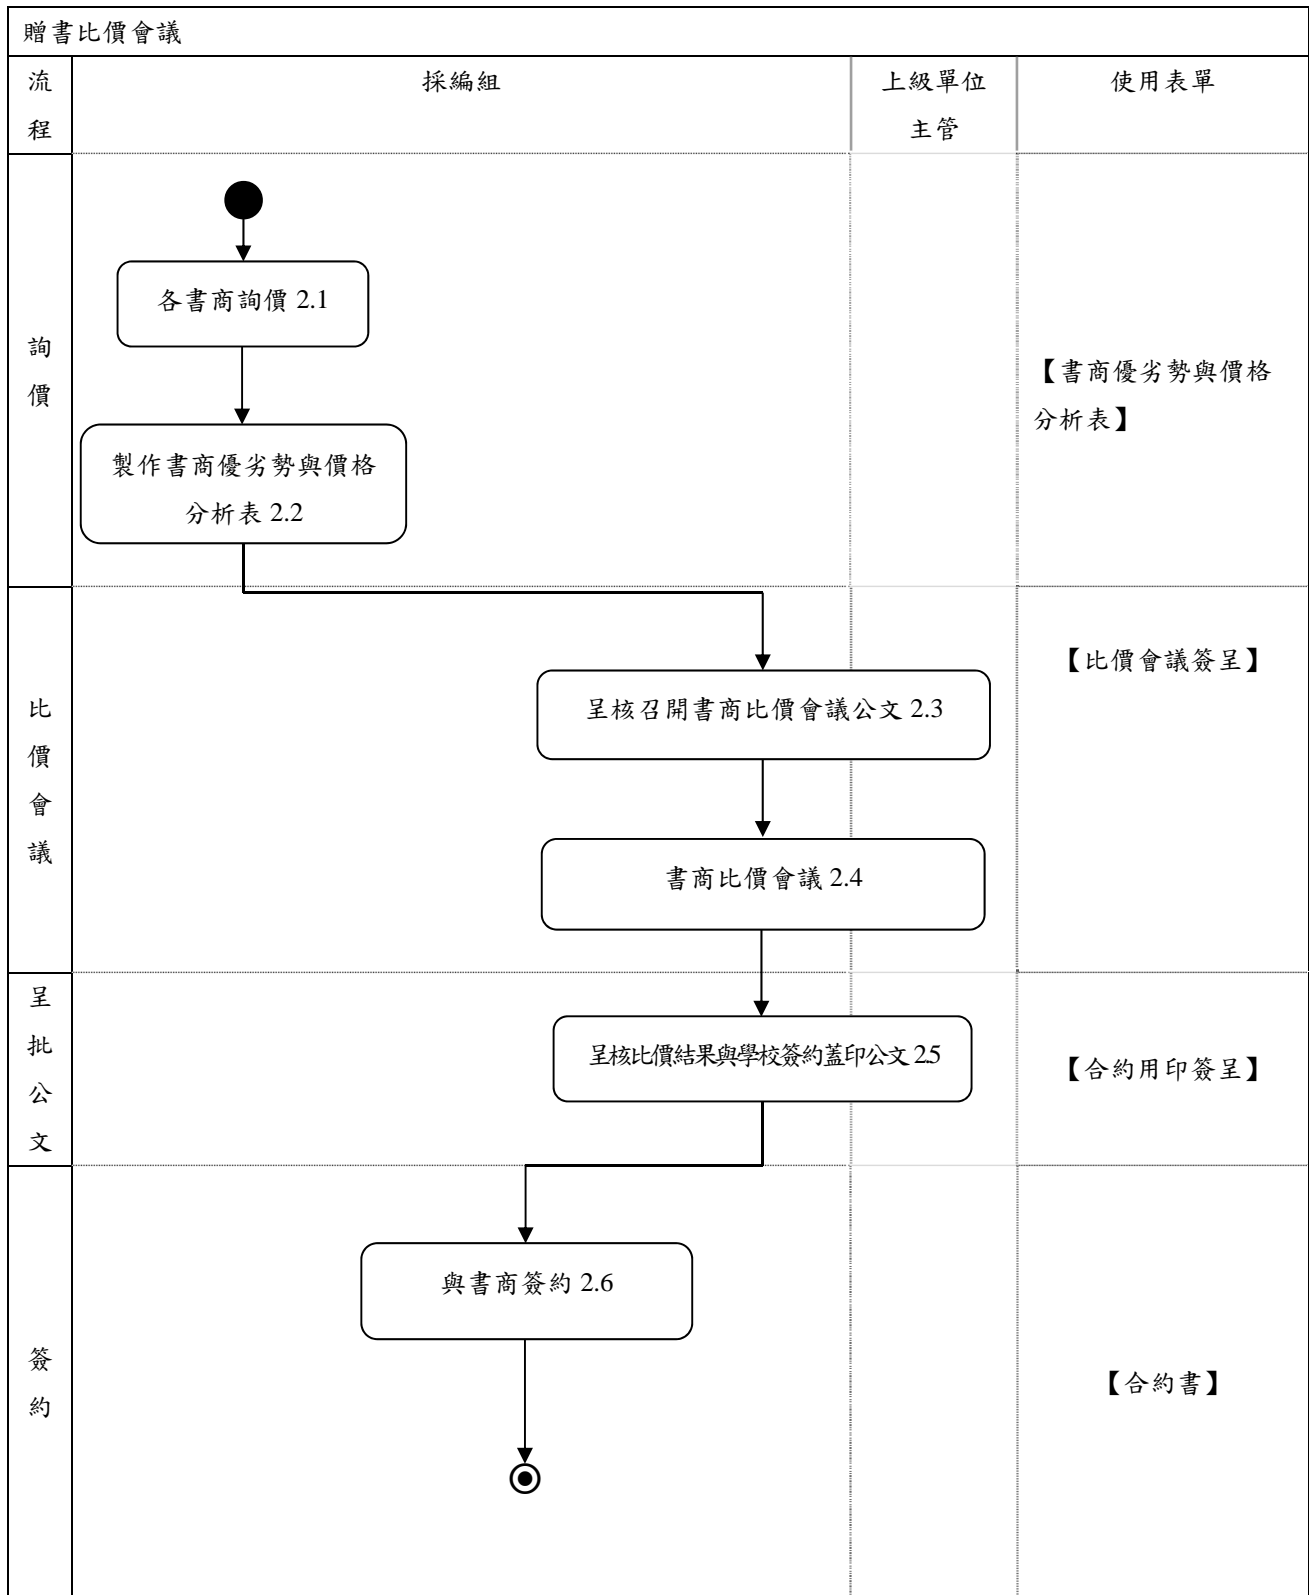 贈書比價會議
流程
採編組
上級單位
主管
使用表單
詢價
各書商詢價 2.1
製作書商優劣勢與價格
分析表 2.2
【書商優劣勢與價格
分析表】
比價會議
呈核召開書商比價會議公文 2.3
書商比價會議 2.4
【比價會議簽呈】
呈批公文
呈核比價結果與學校簽約蓋印公文 2.5
【合約用印簽呈】
簽約
與書商簽約 2.6
【合約書】